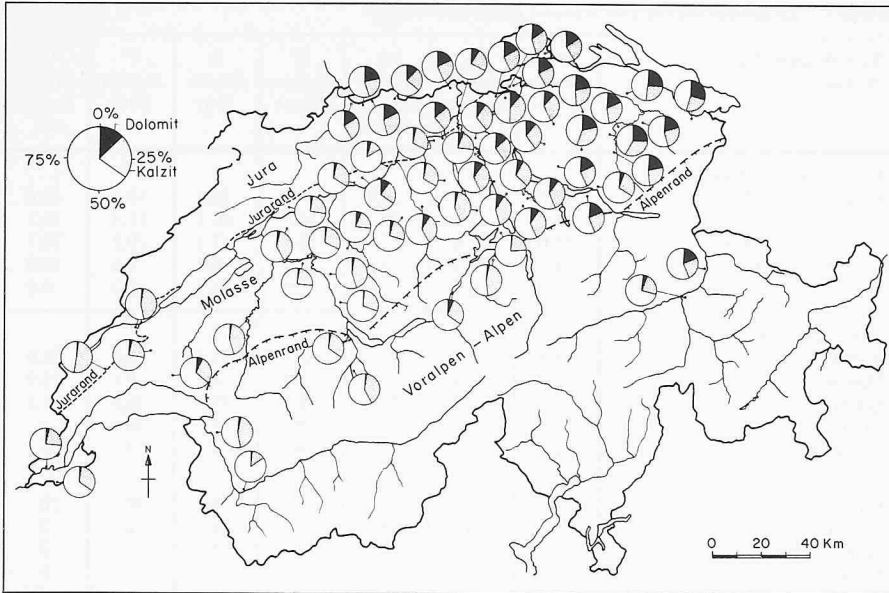 0%
Dolomit
75%
25%
Kalzit
50%
Jura
Jurarand
Alpenrand
Molasse
Voralpen - Alpen
Alpenrand
Jurarand
N
0 20 40 Km